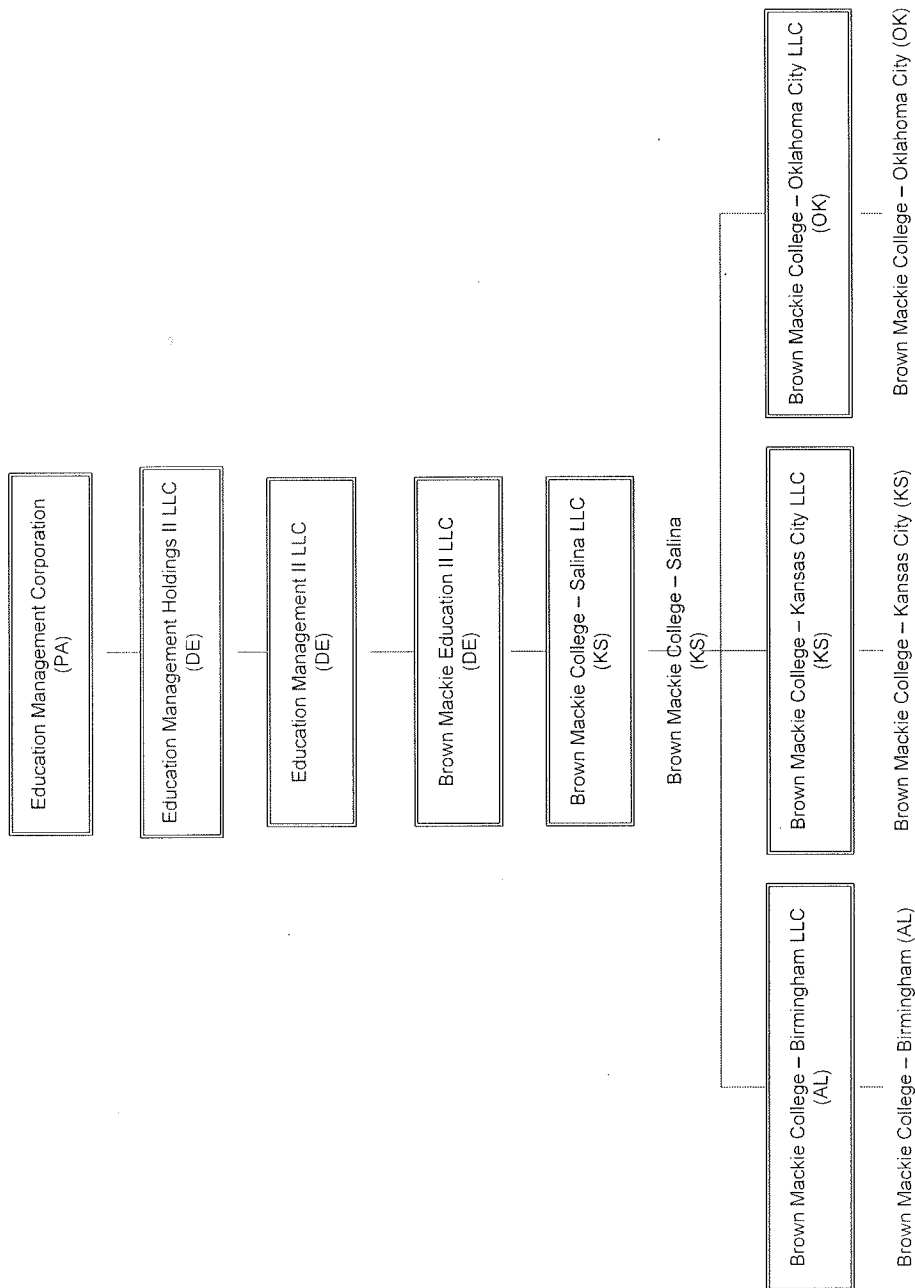 Education Management Corporation
(PA)
Education Management Holdings II LLC
(DE)
Education Management II LLC
(DE)
Brown Mackie Education II LLC
(DE)
Brown Mackie College – Salina LLC
(KS)
Brown Mackie College – Salina
(KS)
Brown Mackie College – Birmingham LLC
(AL)
Brown Mackie College – Kansas City LLC
(KS)
Brown Mackie College – Oklahoma City LLC
(OK)
Brown Mackie College – Birmingham (AL)
Brown Mackie College – Kansas City (KS)
Brown Mackie College – Oklahoma City (OK)